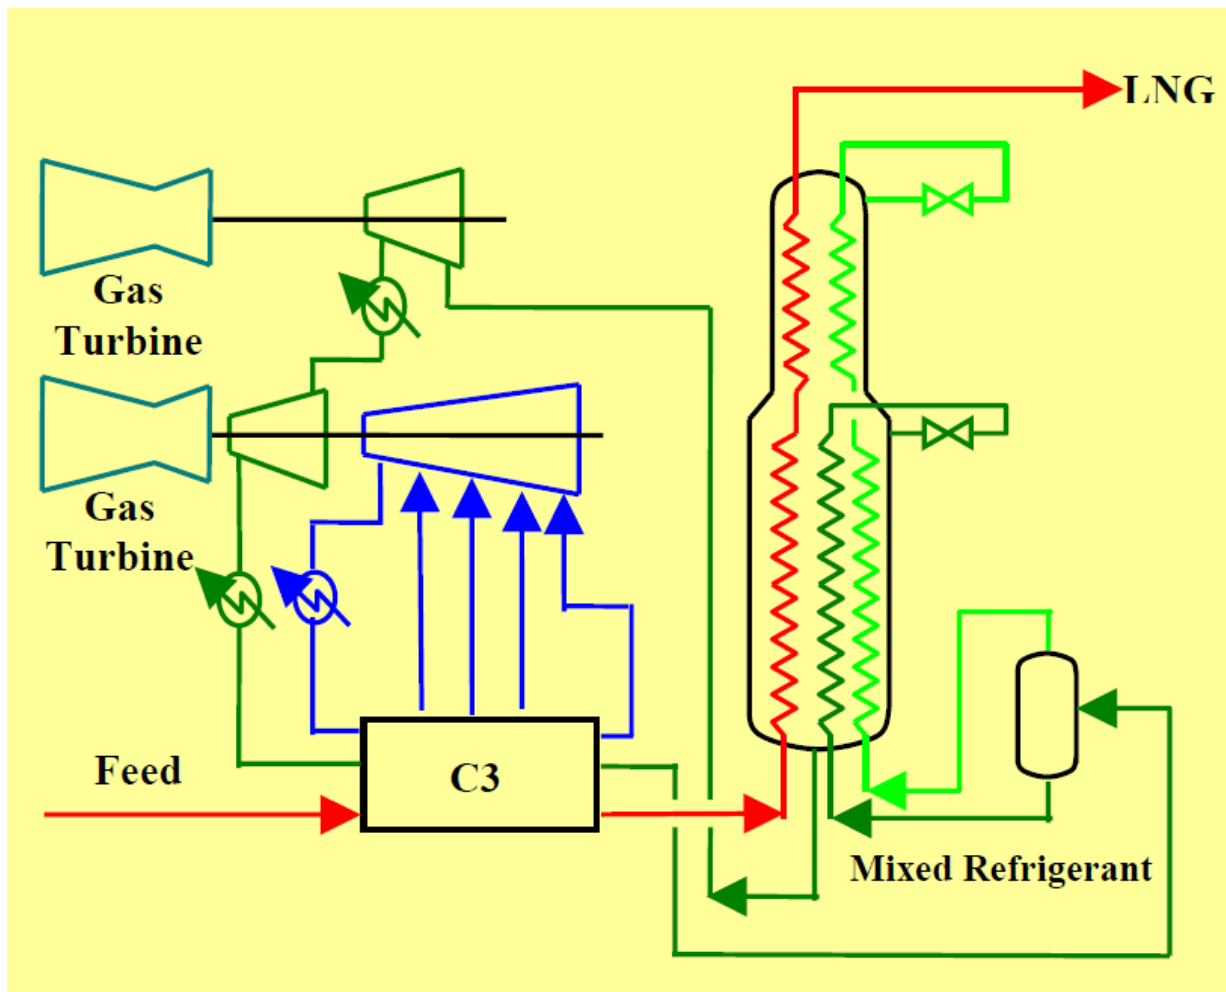 LNG
Gas
Turbine
Gas
Turbine
Feed
C3
Mixed Refrigerant